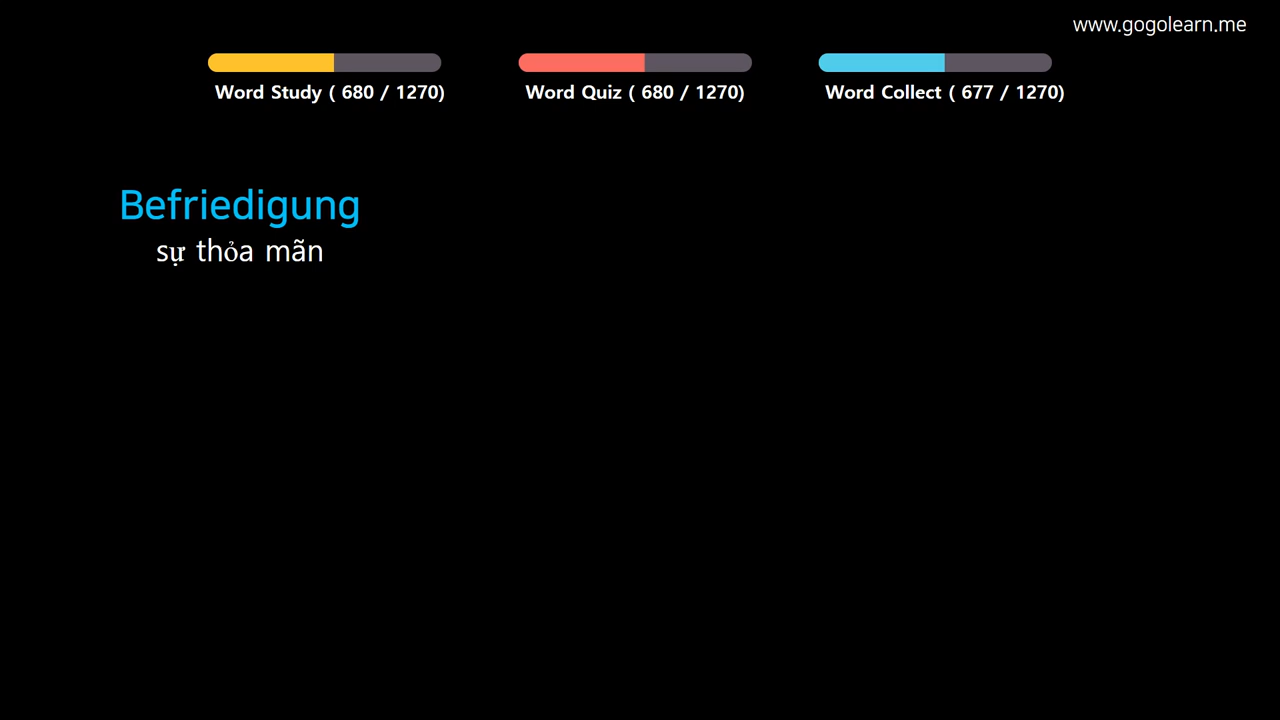 www.gogolearn.me
Word Study ( 680 / 1270)
Word Quiz ( 680 / 1270)
Word Collect ( 677 / 1270)
Befriedigung
sự thỏa mãn